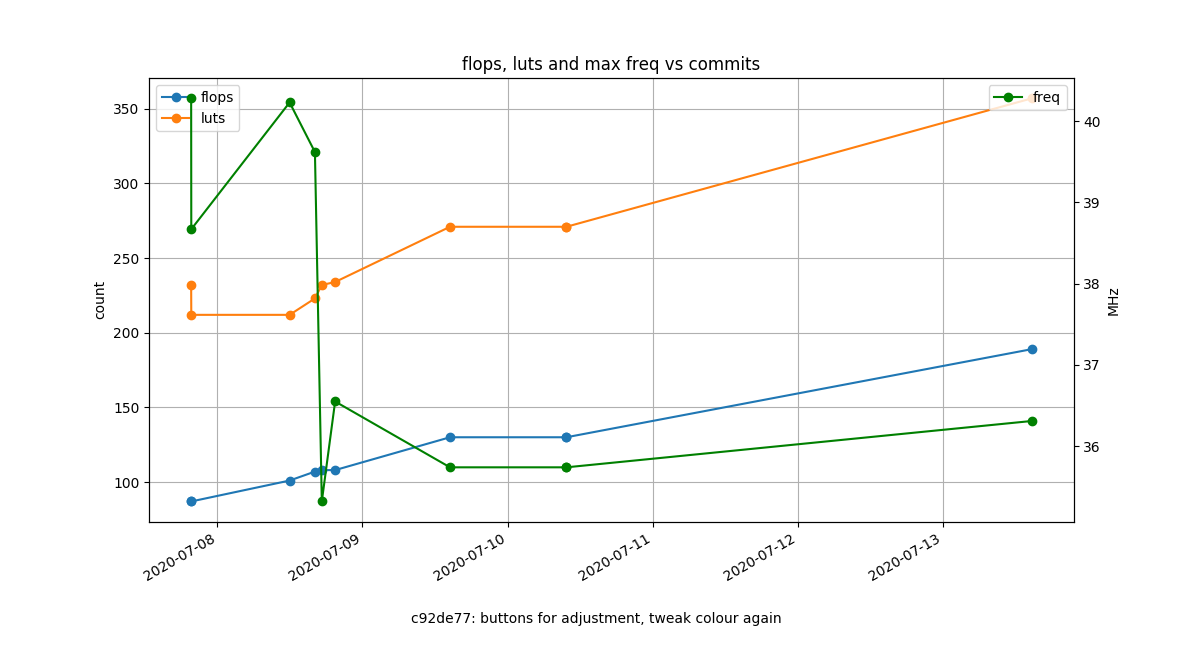 flops, luts and max freq vs commits
flops
luts
freq
350
300
250
200
150
100
count
40
39
38
37
36
MHz
2020-07-08
2020-07-09
2020-07-10
2020-07-11
2020-07-12
2020-07-13
c92de77: buttons for adjustment, tweak colour again